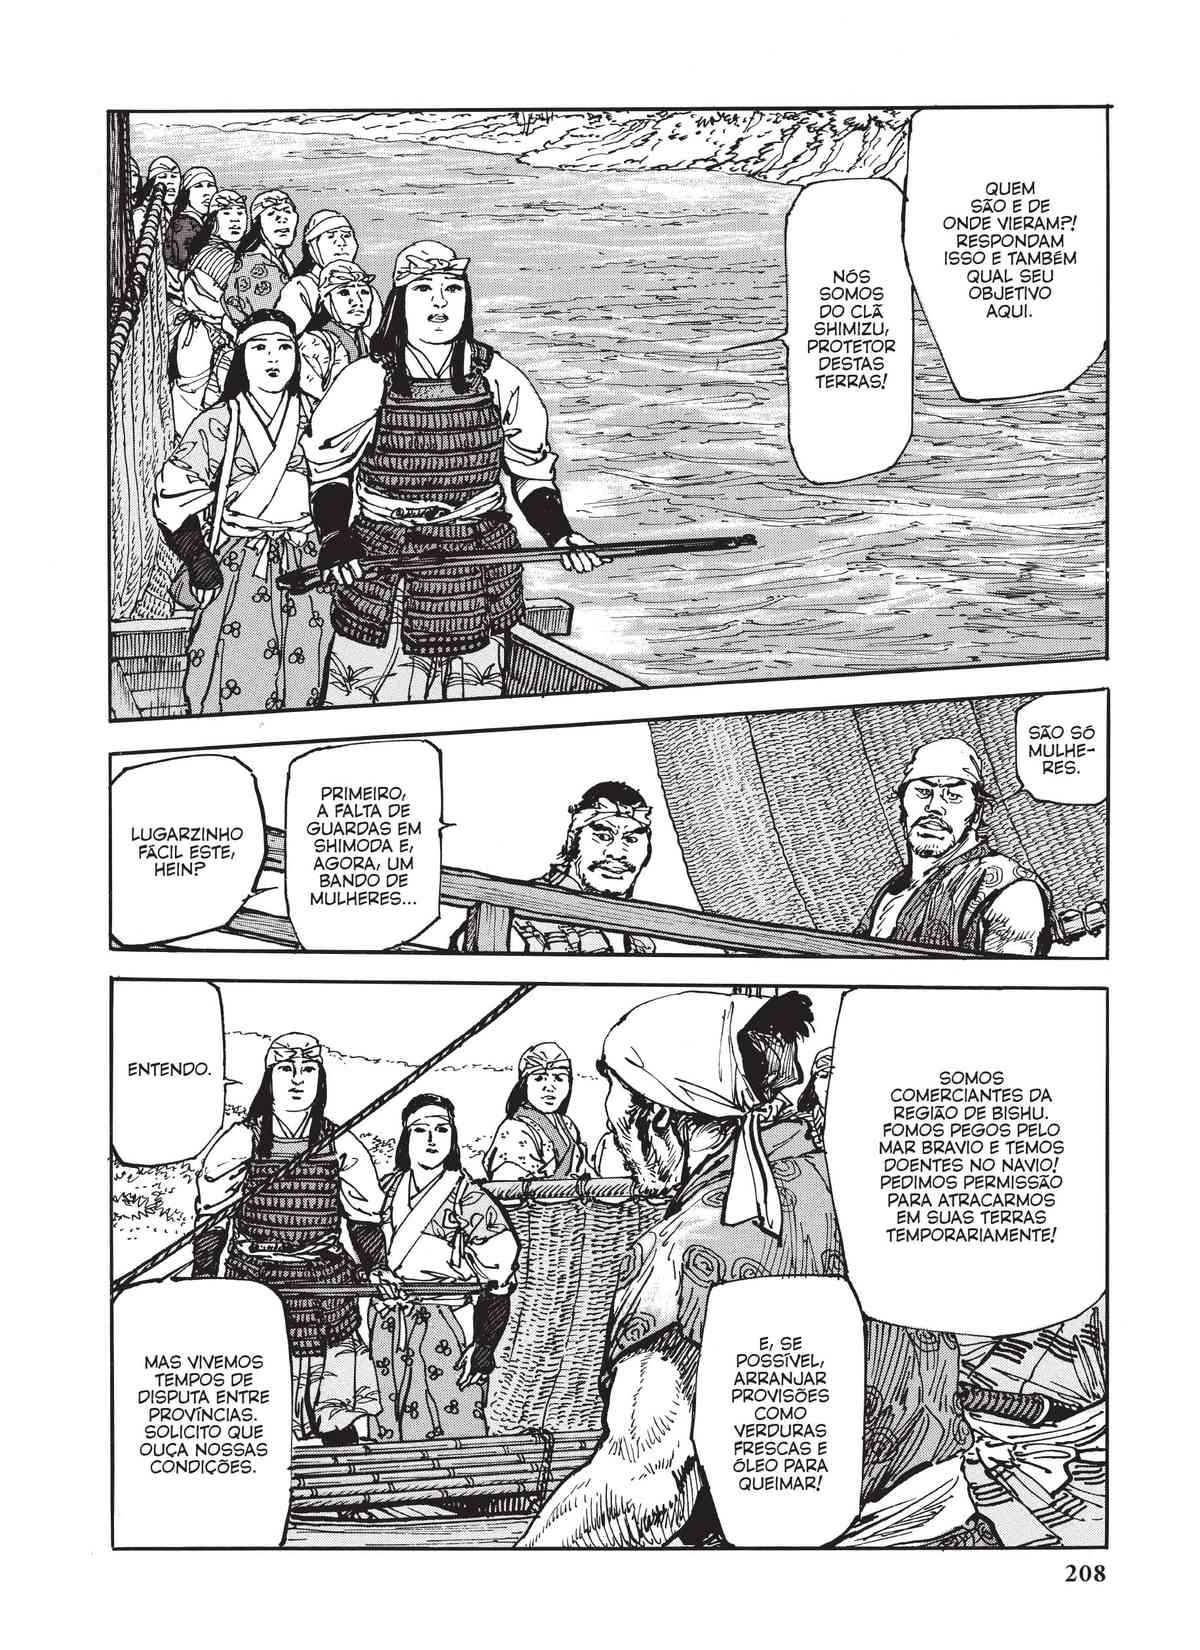 QUEM
SÃO E DE
ONDE VIERAM?!
RESPONDAM
ISSO E TAMBÉM
QUAL SEU
OBJETIVO
AQUI.
NÓS
SOMOS
DO CLÃ
SHIMIZU,
PROTETOR
DESTAS
TERRAS!
SÃO SÓ
MULHE-
RES.
PRIMEIRO,
A FALTA DE
GUARDAS EM
SHIMODA E,
AGORA, UM
BANDO DE
MULHERES...
LUGARZINHO
FÁCIL ESTE,
HEIN?
SOMOS
COMERCIANTES DA
REGIÃO DE BISHU.
FOMOS PEGOS PELO
MAR BRAVIO E TEMOS
DOENTES NO NAVIO!
PEDIMOS PERMISSÃO
PARA ATRACARMOS
EM SUAS TERRAS
TEMPORARIAMENTE!
E, SE
POSSÍVEL,
ARRANJAR
PROVISÕES
COMO
VERDURAS
FRESCAS E
ÓLEO PARA
QUEIMAR!
ENTENDO.
MAS VIVEMOS
TEMPOS DE
DISPUTA ENTRE
PROVÍNCIAS.
SOLICITO QUE
OUÇA NOSSAS
CONDIÇÕES.
208